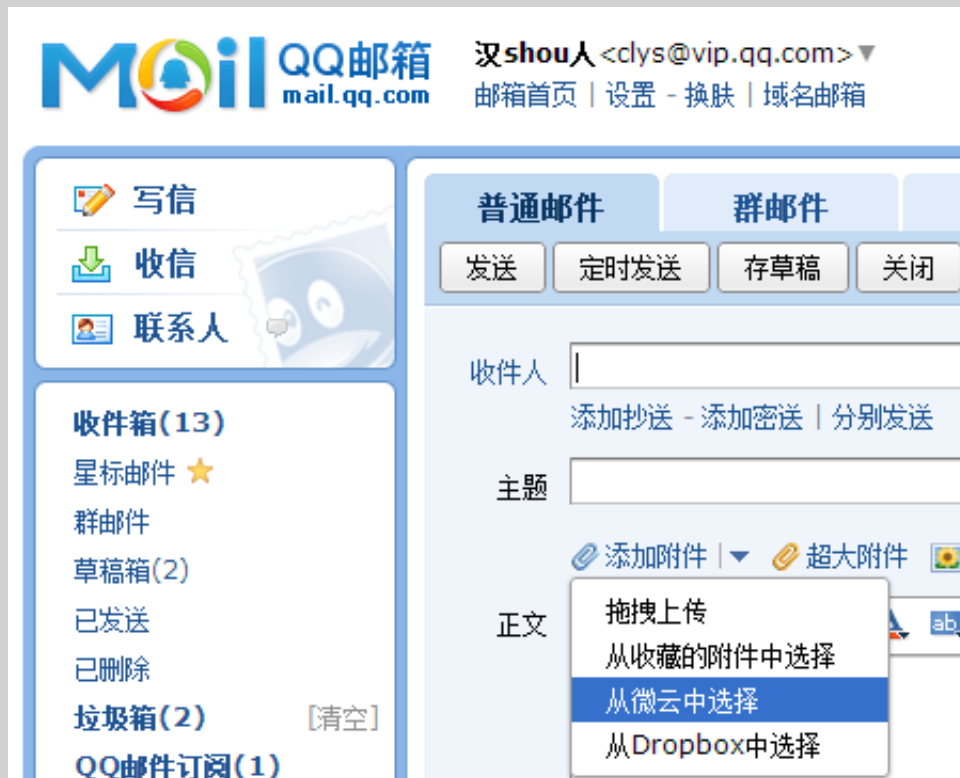 Mail QQ邮箱
mail.qq.com
汉shou人<clys@vip.qq.com>
邮箱首页 | 设置 - 换肤 | 域名邮箱
写信
收信
联系人
收件箱(13)
星标邮件
群邮件
草稿箱(2)
已发送
已删除
垃圾箱(2) [清空]
QQ邮件订阅(1)
普通邮件 群邮件
发送 定时发送 存草稿 关闭
收件人
添加抄送 - 添加密送 | 分别发送
主题
添加附件 | 超大附件
正文
拖拽上传
从收藏的附件中选择
从微云中选择
从Dropbox中选择
A ab